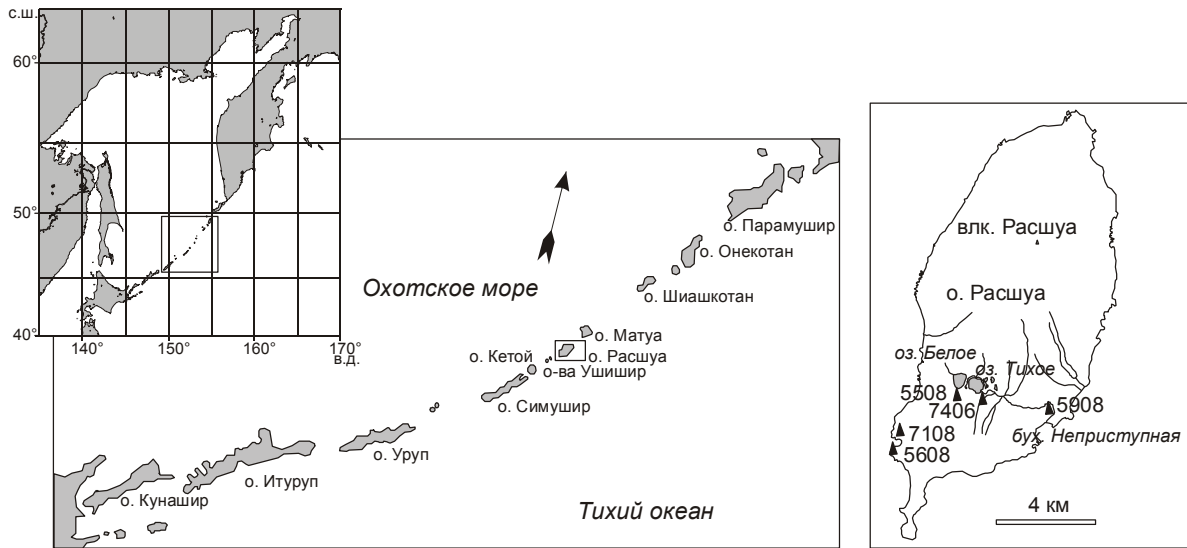 с.ш.
60°
50°
40°
140°
150°
160°
170°
в.д.
Охотское море
о. Парамушир
о. Онекотан
о. Шиашкотан
о. Матуа
о. Кетой
о. Расшуа
о-ва Ушишир
о. Симушир
о. Уруп
о. Итуруп
о. Кунашир
Тихий океан
влк. Расшуа
о. Расшуа
оз. Белое
оз. Тихое
5508
7406
5908
7108
бух. Неприступная
5608
4 км